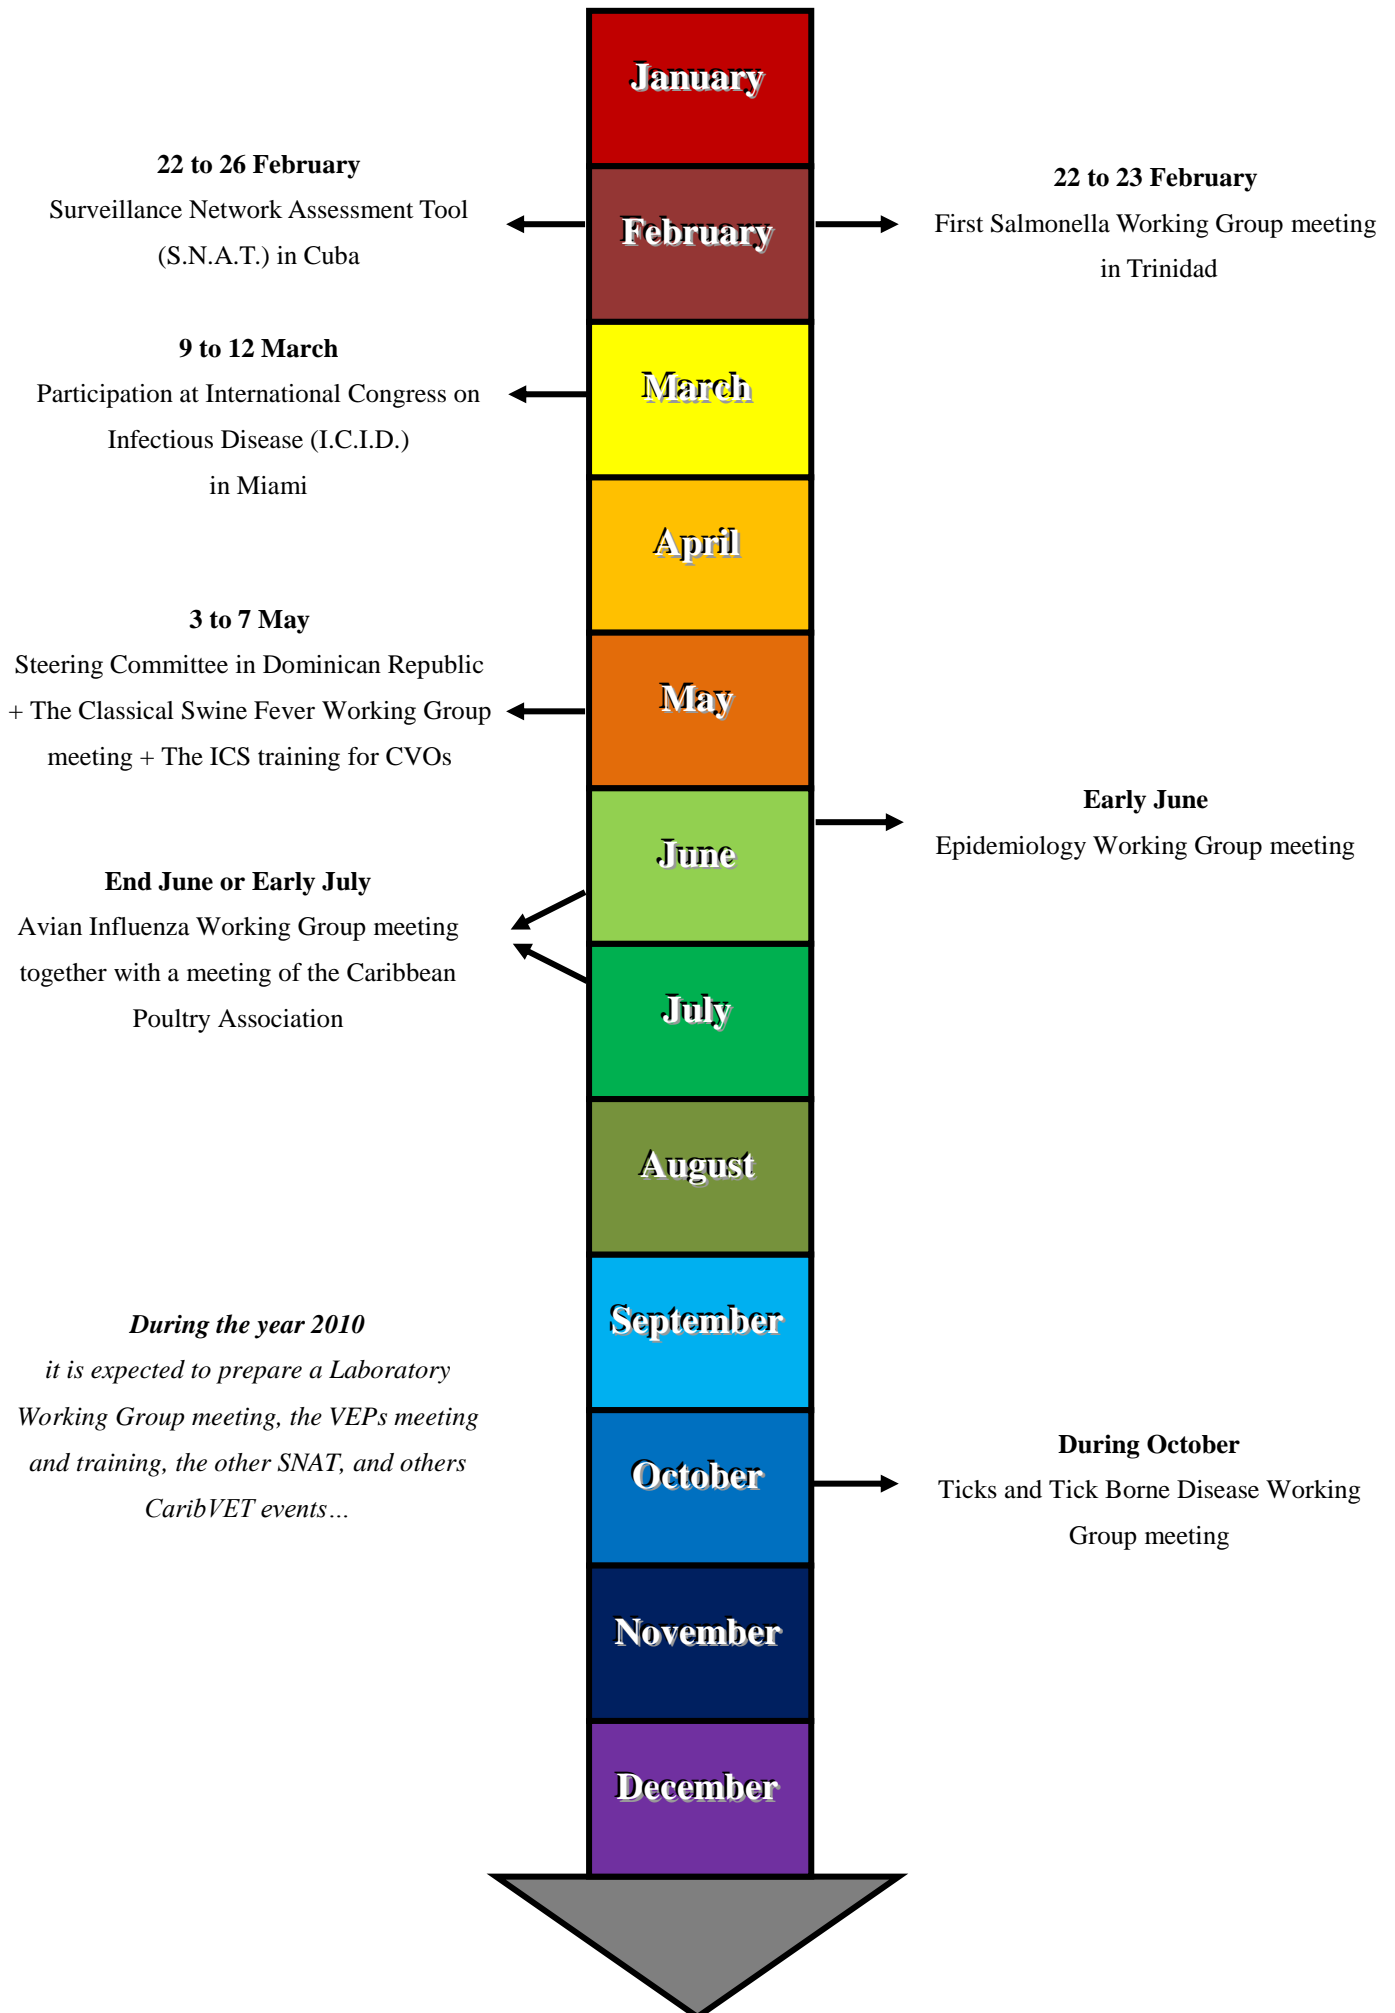 January
22 to 26 February
Surveillance Network Assessment Tool
(S.N.A.T.) in Cuba
February
22 to 23 February
First Salmonella Working Group meeting
in Trinidad
9 to 12 March
Participation at International Congress on
Infectious Disease (I.C.I.D.)
in Miami
March
April
3 to 7 May
Steering Committee in Dominican Republic
+ The Classical Swine Fever Working Group
meeting + The ICS training for CVOs
May
Early June
Epidemiology Working Group meeting
June
End June or Early July
Avian Influenza Working Group meeting
together with a meeting of the Caribbean
Poultry Association
July
August
September
During the year 2010
it is expected to prepare a Laboratory
Working Group meeting, the VEPs meeting
and training, the other SNAT, and others
CaribVET events…
October
During October
Ticks and Tick Borne Disease Working
Group meeting
November
December